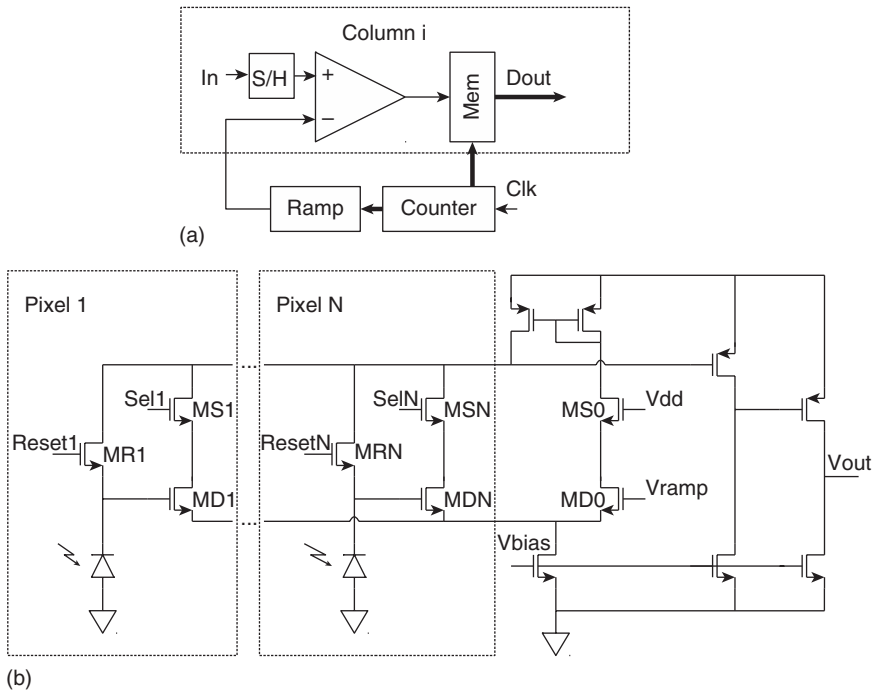 Column i
In
S/H
+
−
Mem
Dout
Ramp
Counter
Clk
(a)
Pixel 1
Pixel N
...
Sel1
MS1
SelN
MSN
MS0
Vdd
Reset1
MR1
ResetN
MRN
MD1
MDN
MD0
Vramp
Vout
...
Vbias
(b)